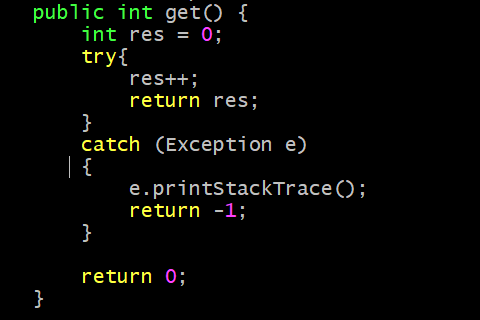 public int get() {
    int res = 0;
    try{
        res++;
        return res;
    }
    catch (Exception e)
    {
        e.printStackTrace();
        return -1;
    }

    return 0;
}